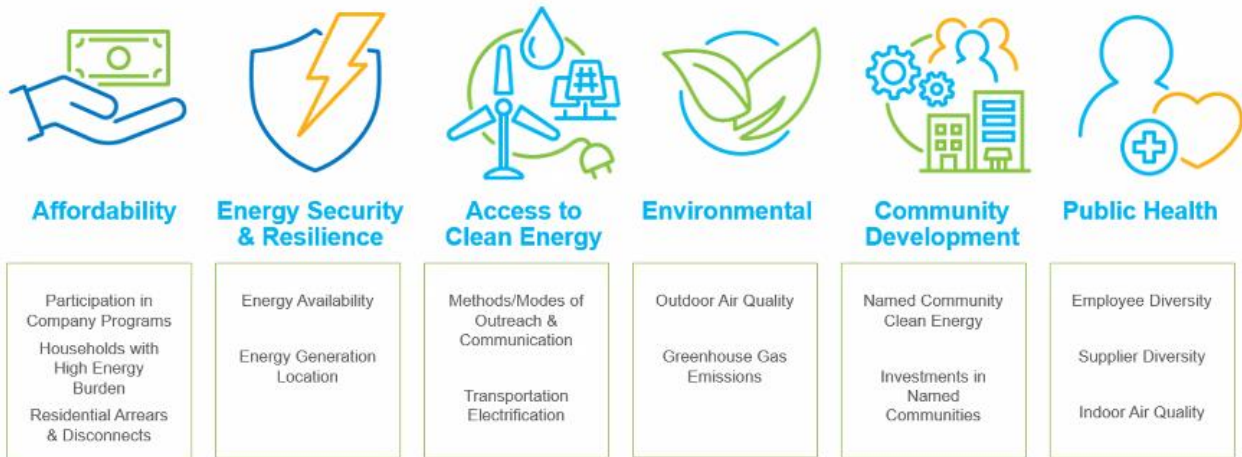 Affordability
Energy Security
& Resilience
Access to
Clean Energy
Environmental
Community
Development
Public Health
Participation in
Company Programs
Households with
High Energy
Burden
Residential Arrears
& Disconnects
Energy Availability
Energy Generation
Location
Methods/Modes of
Outreach &
Communication
Transportation
Electrification
Outdoor Air Quality
Greenhouse Gas
Emissions
Named Community
Clean Energy
Investments in
Named
Communities
Employee Diversity
Supplier Diversity
Indoor Air Quality